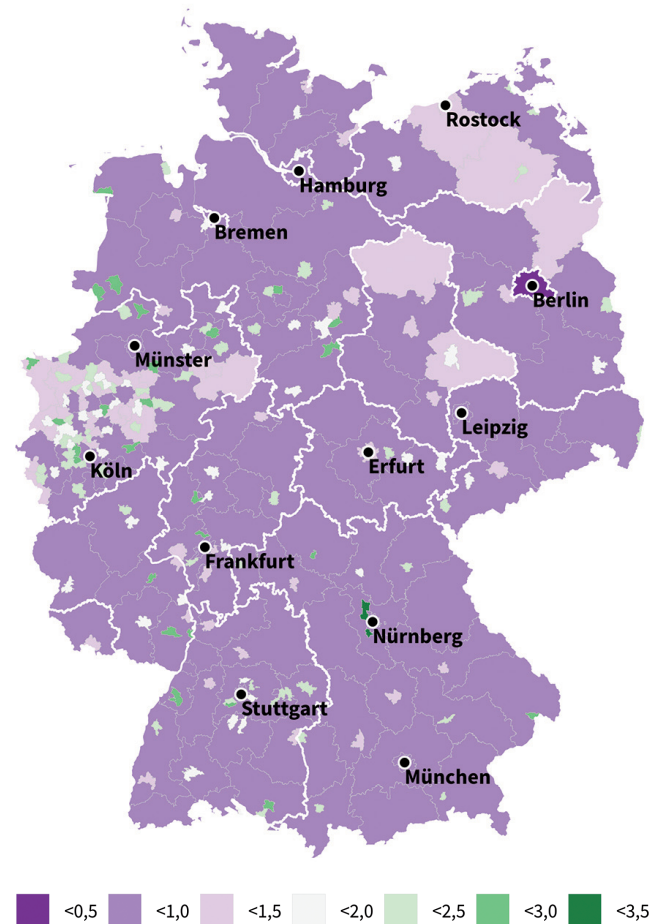 Rostock
Hamburg
Bremen
Berlin
Münster
Leipzig
Köln
Erfurt
Frankfurt
Nürnberg
Stuttgart
München
<0,5 <1,0 <1,5 <2,0 <2,5 <3,0 <3,5